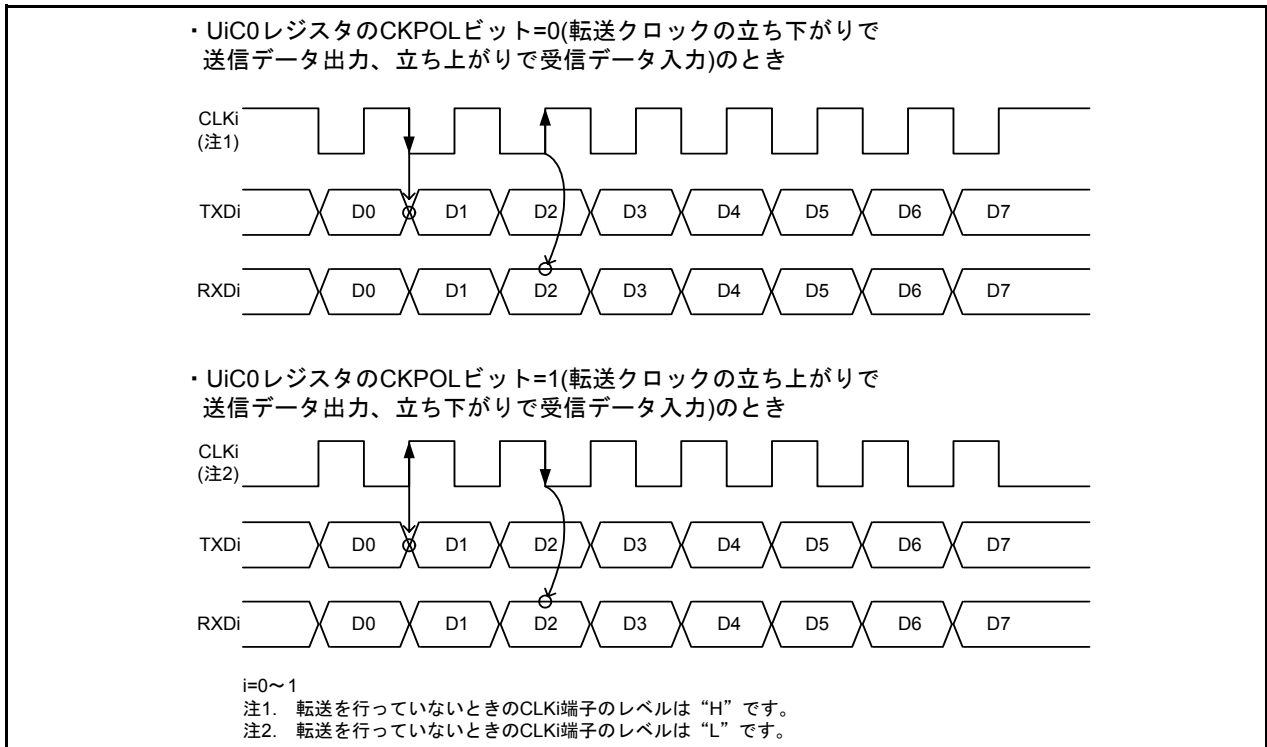 ・UiC0レジスタのCKPOLビット=0(転送クロックの立ち下がりで
送信データ出力、立ち上がりで受信データ入力)のとき
CLKi
(注1)
TXDi D0 D1 D2 D3 D4 D5 D6 D7
RXDi D0 D1 D2 D3 D4 D5 D6 D7
・UiC0レジスタのCKPOLビット=1(転送クロックの立ち上がりで
送信データ出力、立ち下がりで受信データ入力)のとき
CLKi
(注2)
TXDi D0 D1 D2 D3 D4 D5 D6 D7
RXDi D0 D1 D2 D3 D4 D5 D6 D7
i=0～1
注1. 転送を行っていないときのCLKi端子のレベルは“H”です。
注2. 転送を行っていないときのCLKi端子のレベルは“L”です。